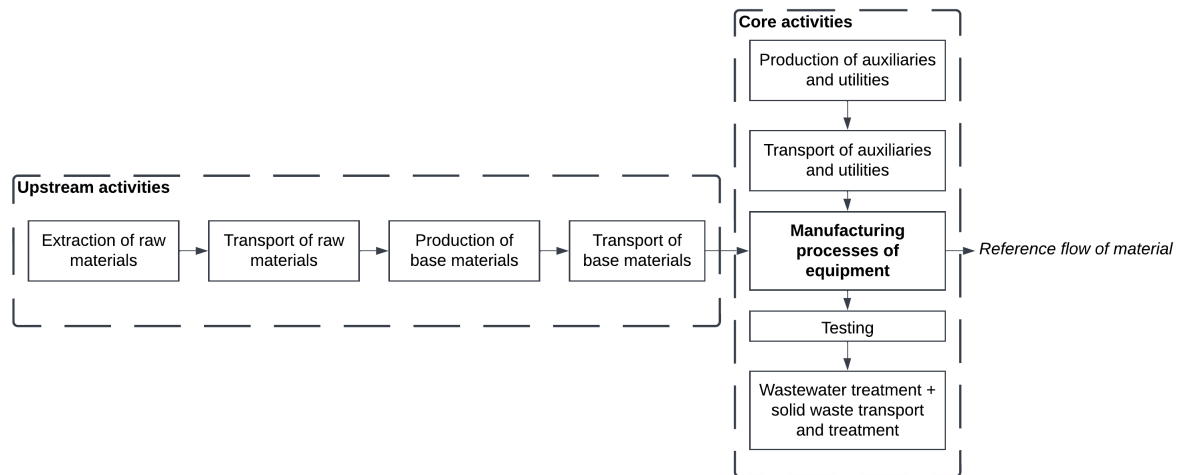 Core activities
Production of auxiliaries
and utilities
Transport of auxiliaries
and utilities
Upstream activities
Extraction of raw
materials
Transport of raw
materials
Production of
base materials
Transport of
base materials
Manufacturing
processes of
equipment
Reference flow of material
Testing
Wastewater treatment +
solid waste transport
and treatment